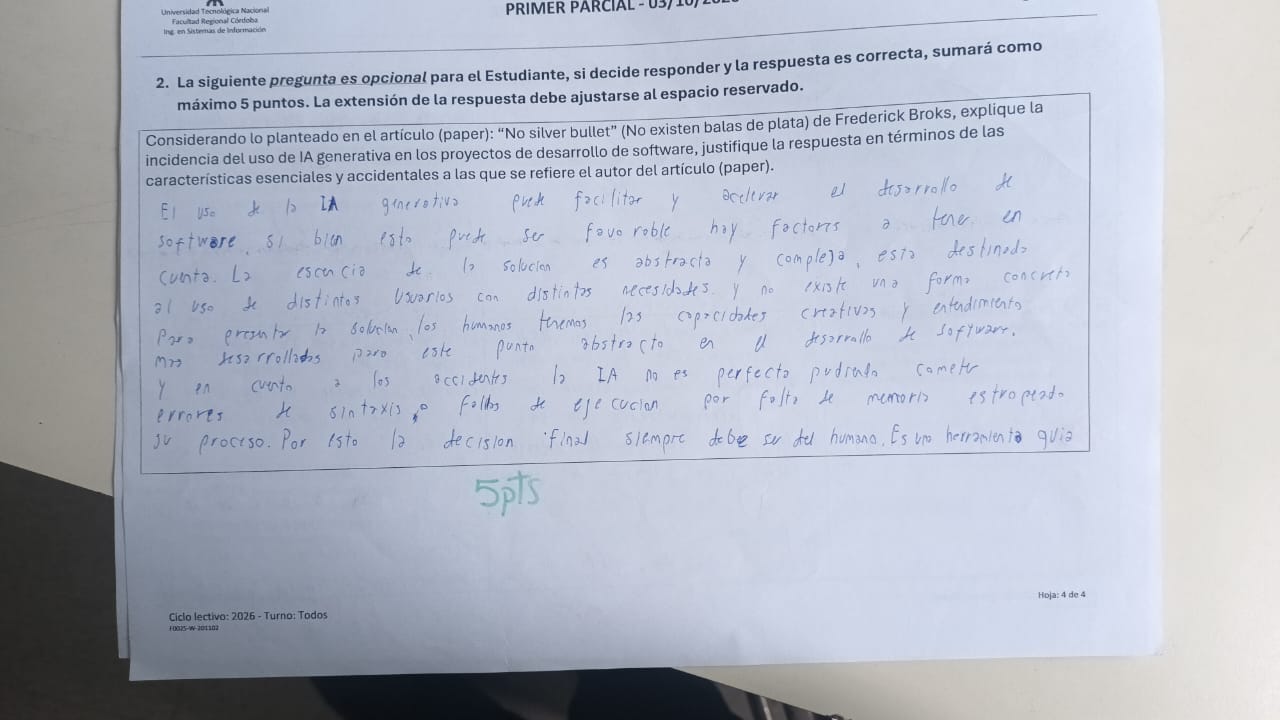 Universidad Tecnológica Nacional
Facultad Regional Córdoba
Ing. en Sistemas de Información
PRIMER PARCIAL - 03/10/2026
2. La siguiente pregunta es opcional para el Estudiante, si decide responder y la respuesta es correcta, sumará como
máximo 5 puntos. La extensión de la respuesta debe ajustarse al espacio reservado.
Considerando lo planteado en el artículo (paper): “No silver bullet” (No existen balas de plata) de Frederick Broks, explique la
incidencia del uso de IA generativa en los proyectos de desarrollo de software, justifique la respuesta en términos de las
características esenciales y accidentales a las que se refiere el autor del artículo (paper).
El uso de la IA generativa puede facilitar y acelerar el desarrollo de
software, si bien esto puede ser favorable hay factores a tener en
cuenta. La escencia de la solucion es abstracta y compleja, esta destinada
al uso de distintos usuarios con distintas necesidades y no existe una forma concreta
para presentar la solucion, los humanos tenemos las capacidades creativas y entendimiento
mas desarrollados para este punto abstracto en el desarrollo de software.
Y en cuanto a los accidentes la IA no es perfecta pudiendo cometer
errores de sintaxis, o fallos de ejecucion por falta de memoria estropeando
su proceso. Por esto la decision final siempre debe ser del humano. Es una herramienta guia
5pts
Hoja: 4 de 4
Ciclo lectivo: 2026 - Turno: Todos
F0025-W-201102